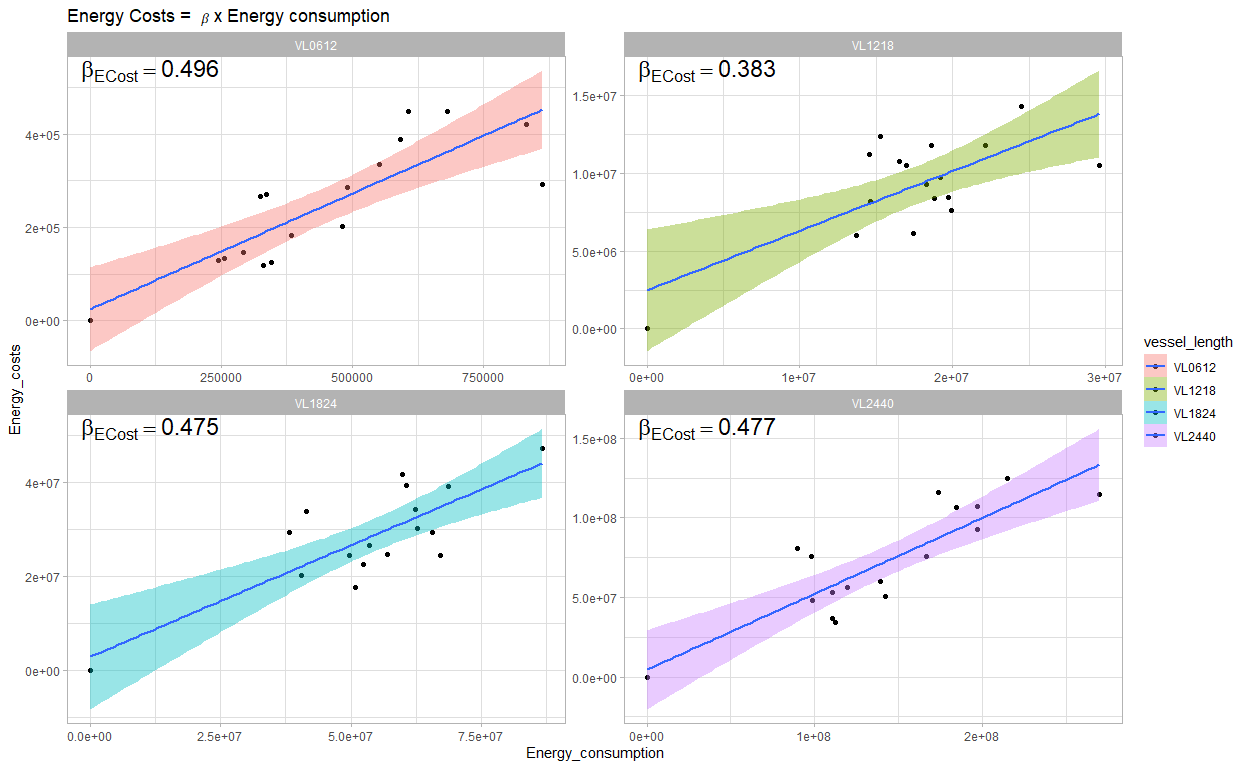 Energy Costs = β x Energy consumption
VL0612
VL1218
βECost = 0.496
βECost = 0.383
4e+05
2e+05
0e+00
1.5e+07
1.0e+07
5.0e+06
0.0e+00
0 250000 500000 750000
0e+00 1e+07 2e+07 3e+07
Energy_costs
VL1824
VL2440
βECost = 0.475
βECost = 0.477
4e+07
2e+07
0e+00
1.5e+08
1.0e+08
5.0e+07
0.0e+00
0.0e+00 2.5e+07 5.0e+07 7.5e+07
0e+00 1e+08 2e+08
Energy_consumption
vessel_length
VL0612
VL1218
VL1824
VL2440